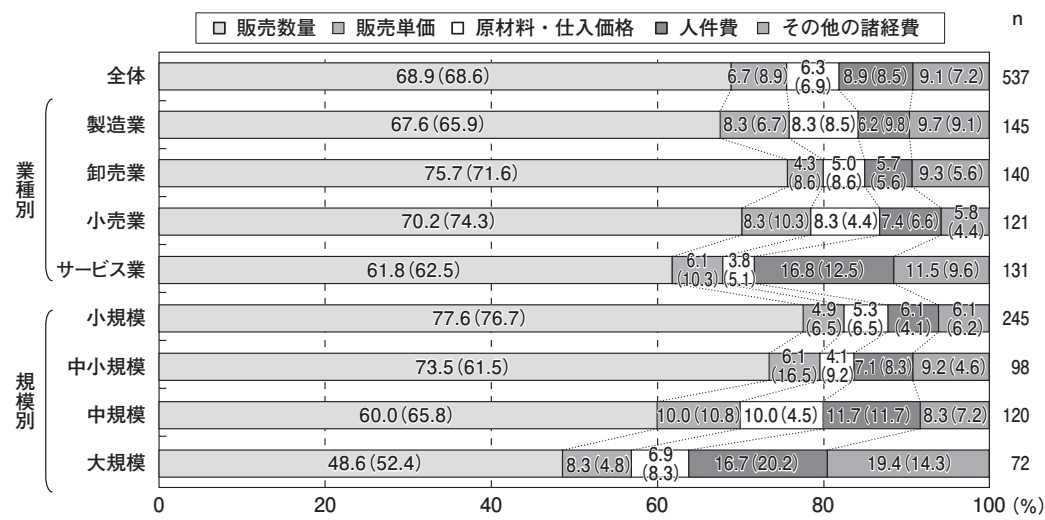 □ 販売数量 ■ 販売単価 □ 原材料・仕入価格 ■ 人件費 ■ その他の諸経費
n
全体 68.9(68.6) 6.7(8.9) 6.3(6.9) 8.9(8.5) 9.1(7.2) 537
業種別
製造業 67.6(65.9) 8.3(6.7) 8.3(8.5) 6.2(9.8) 9.7(9.1) 145
卸売業 75.7(71.6) 4.3(8.6) 5.0(8.6) 5.7(5.6) 9.3(5.6) 140
小売業 70.2(74.3) 8.3(10.3) 8.3(4.4) 7.4(6.6) 5.8(4.4) 121
サービス業 61.8(62.5) 6.1(10.3) 3.8(5.1) 16.8(12.5) 11.5(9.6) 131
規模別
小規模 77.6(76.7) 4.9(6.5) 5.3(6.5) 6.1(4.1) 6.1(6.2) 245
中小規模 73.5(61.5) 6.1(16.5) 4.1(9.2) 7.1(8.3) 9.2(4.6) 98
中規模 60.0(65.8) 10.0(10.8) 10.0(4.5) 11.7(11.7) 8.3(7.2) 120
大規模 48.6(52.4) 8.3(4.8) 6.9(8.3) 16.7(20.2) 19.4(14.3) 72
0 20 40 60 80 100 (%)